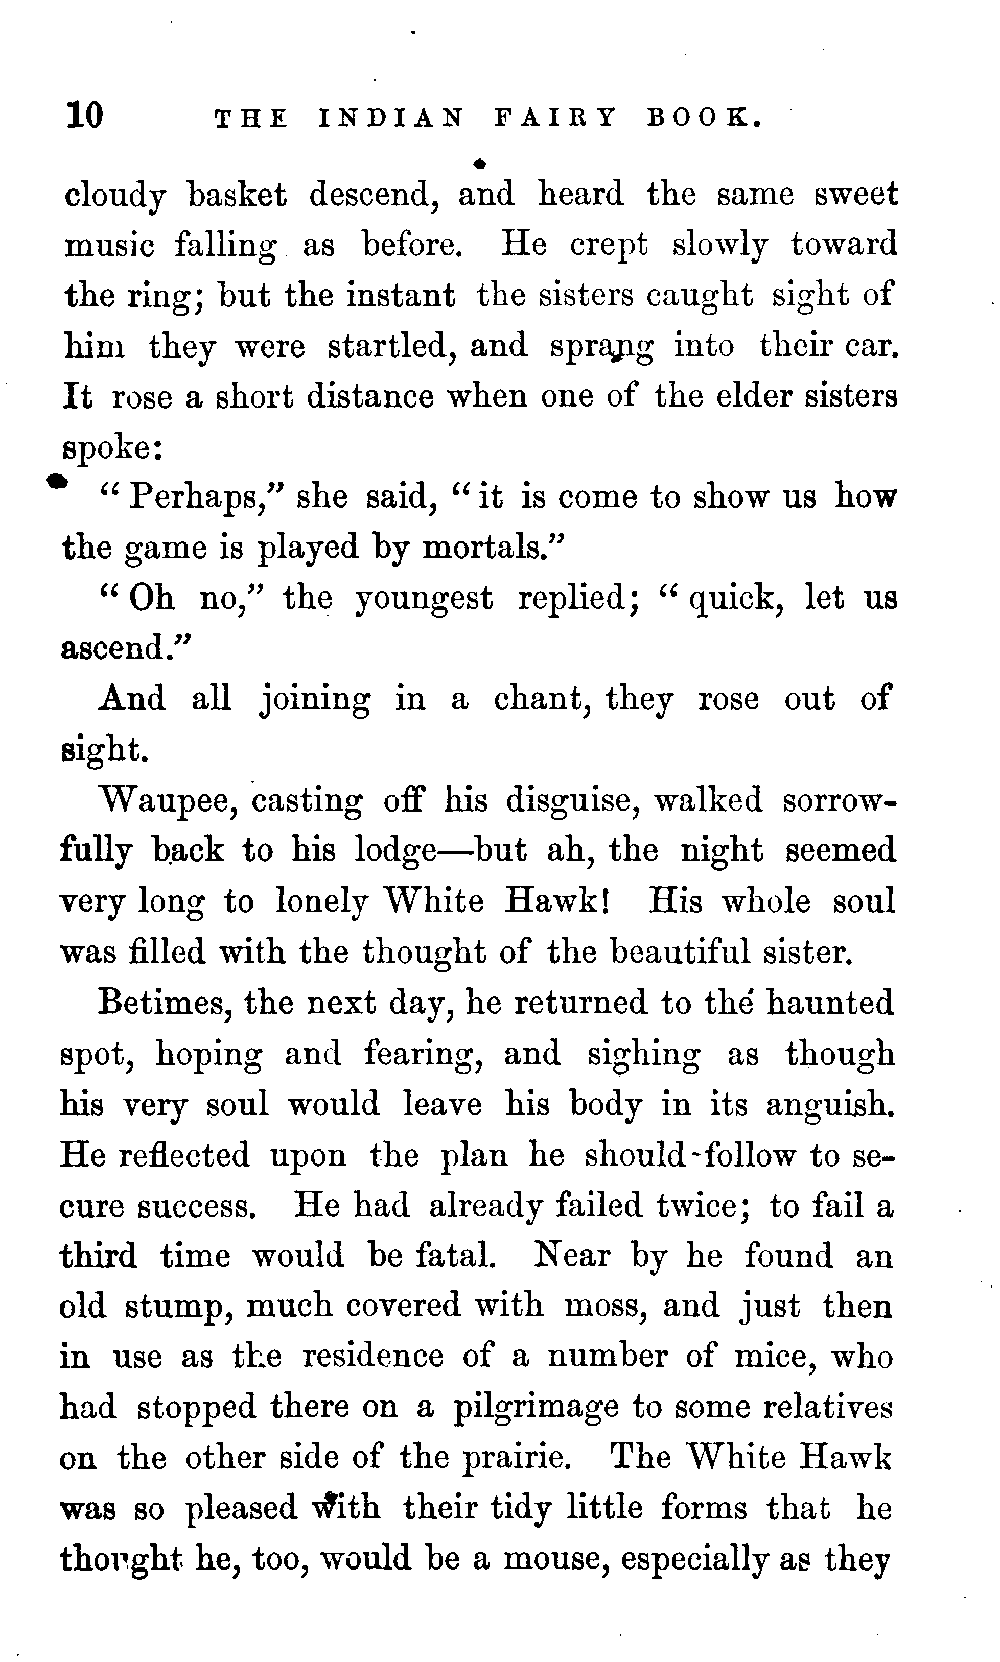 10 THE INDIAN FAIRY BOOK.
cloudy basket descend, and heard the same sweet
music falling as before. He crept slowly toward
the ring; but the instant the sisters caught sight of
him they were startled, and sprang into their car.
It rose a short distance when one of the elder sisters
spoke:
“Perhaps,” she said, “it is come to show us how
the game is played by mortals.”
“Oh no,” the youngest replied; “quick, let us
ascend.”
And all joining in a chant, they rose out of
sight.
Waupee, casting off his disguise, walked sorrow-
fully back to his lodge—but ah, the night seemed
very long to lonely White Hawk! His whole soul
was filled with the thought of the beautiful sister.
Betimes, the next day, he returned to the haunted
spot, hoping and fearing, and sighing as though
his very soul would leave his body in its anguish.
He reflected upon the plan he should follow to se-
cure success. He had already failed twice; to fail a
third time would be fatal. Near by he found an
old stump, much covered with moss, and just then
in use as the residence of a number of mice, who
had stopped there on a pilgrimage to some relatives
on the other side of the prairie. The White Hawk
was so pleased with their tidy little forms that he
thought he, too, would be a mouse, especially as they